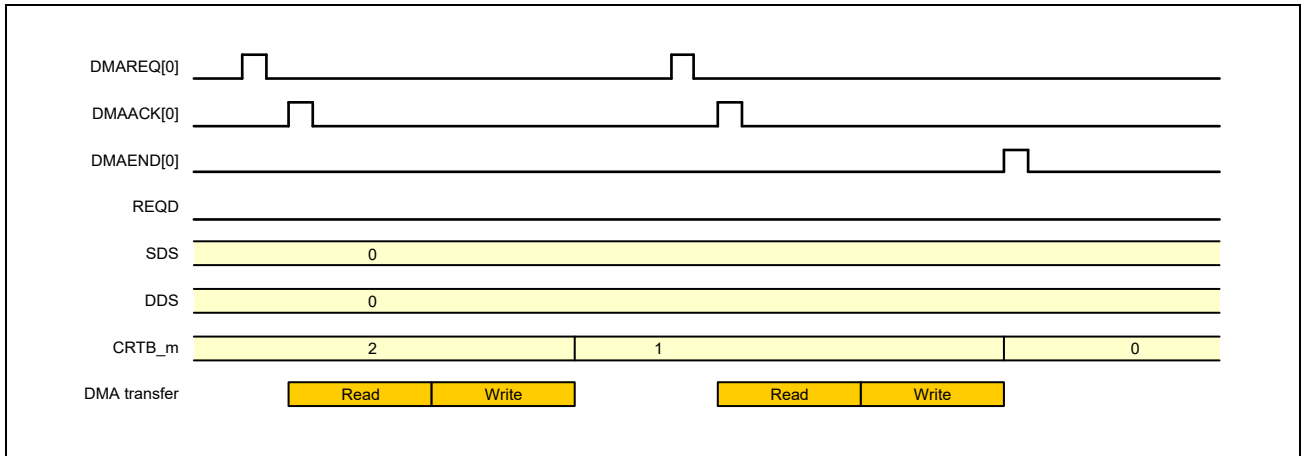 DMAREQ[0]
DMAACK[0]
DMAEND[0]
REQD
SDS 0
DDS 0
CRTB_m 2 1 0
DMA transfer Read Write Read Write